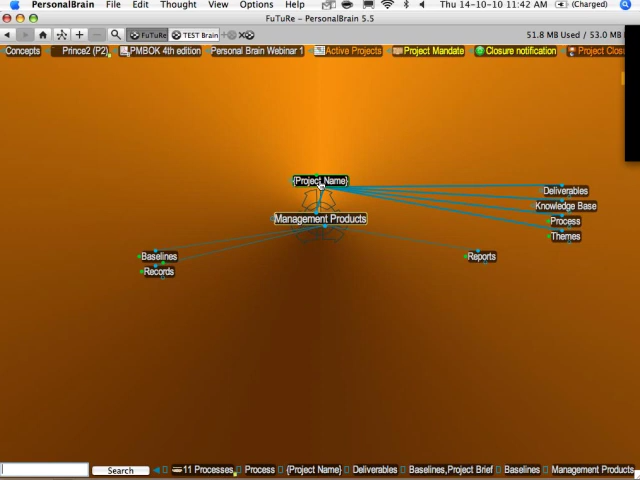 PersonalBrain File Edit Thought View Options Help Thu 14-10-10 11:42 AM (Charged)
FuTuRe – PersonalBrain 5.5
FuTuRe TEST Brain 51.8 MB Used / 53.0 MB
Concepts Prince2 (P2) PMBOK 4th edition Personal Brain Webinar 1 Active Projects Project Mandate Closure notification Project Closu
{Project Name}
Management Products
Deliverables
Knowledge Base
Process
Themes
Baselines
Records
Reports
Search 11 Processes, Process {Project Name} Deliverables Baselines,Project Brief Baselines Management Products